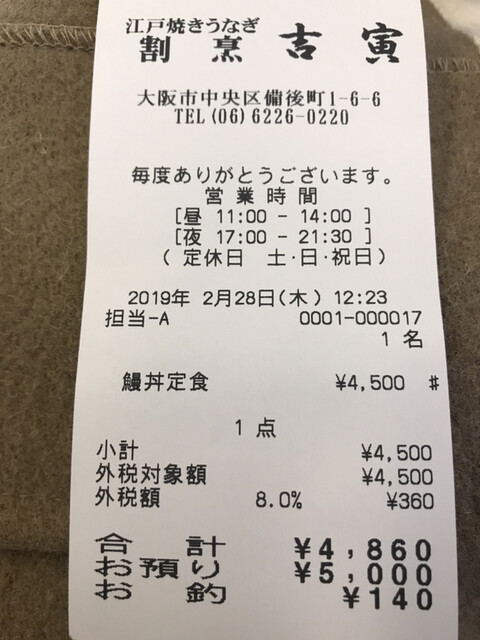 江戸焼きうなぎ
割烹 吉寅
大阪市中央区備後町1-6-6
TEL(06)6226-0220
毎度ありがとうございます。
営業時間
[昼 11:00 - 14:00 ]
[夜 17:00 - 21:30 ]
( 定休日 土・日・祝日)
2019年 2月28日(木) 12:23
担当-A 0001-000017
1 名
鰻丼定食 ¥4,500 #
1 点
小計 ¥4,500
外税対象額 ¥4,500
外税額 8.0% ¥360
合計 ¥4,860
お預り ¥5,000
お釣 ¥140